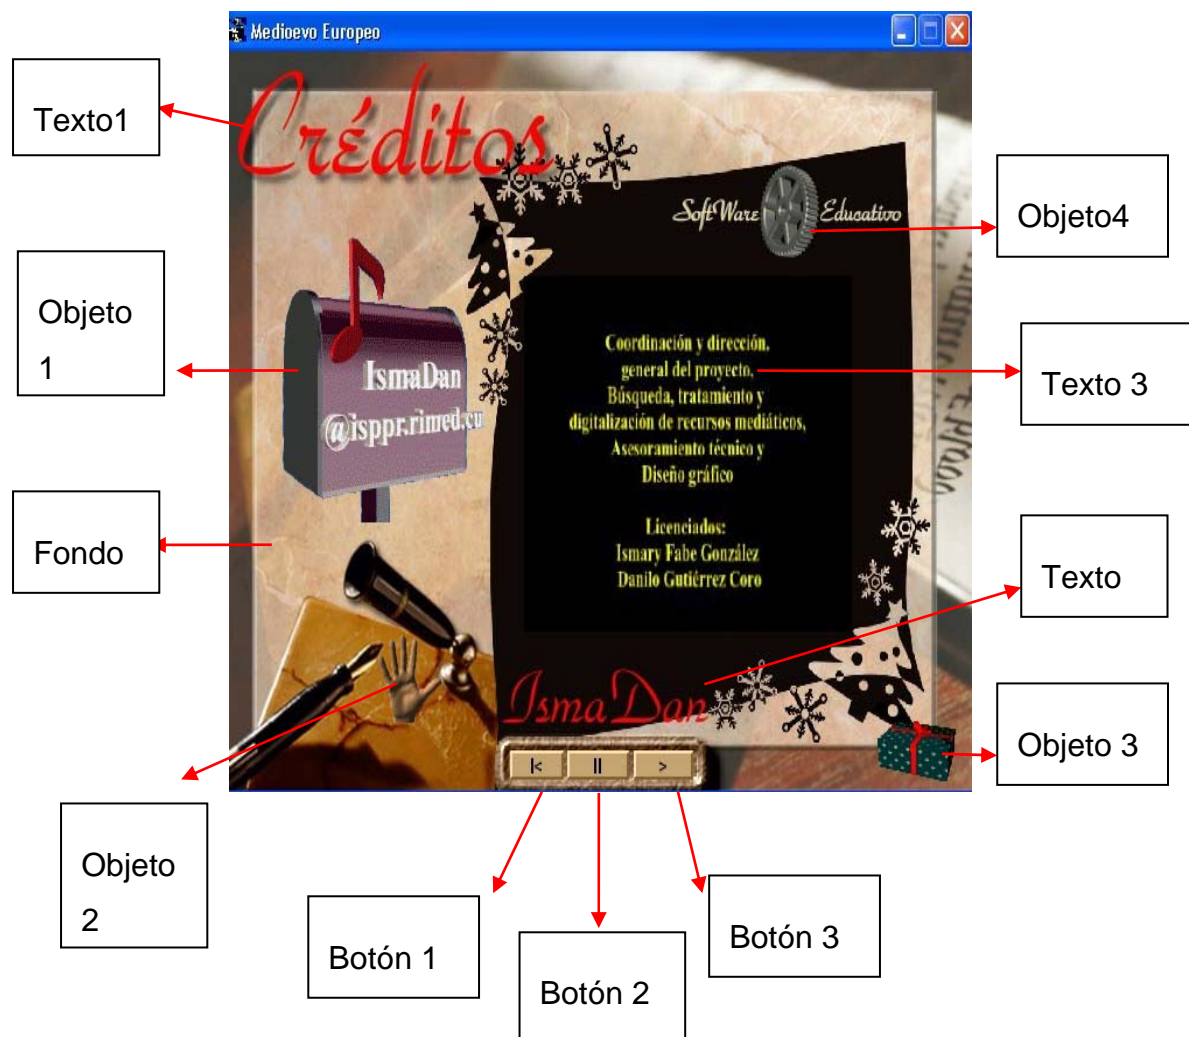 Medioevo Europeo
Texto1
Créditos
SoftWare Educativo
Objeto4
Objeto
1
IsmaDan
@isppr.rimed.cu
Coordinación y dirección.
general del proyecto,
Búsqueda, tratamiento y
digitalización de recursos mediáticos,
Asesoramiento técnico y
Diseño gráfico
Texto 3
Licenciados:
Ismary Fabe González
Danilo Gutiérrez Coro
Fondo
Texto
IsmaDan
Objeto 3
|< || >
Objeto
2
Botón 1
Botón 2
Botón 3